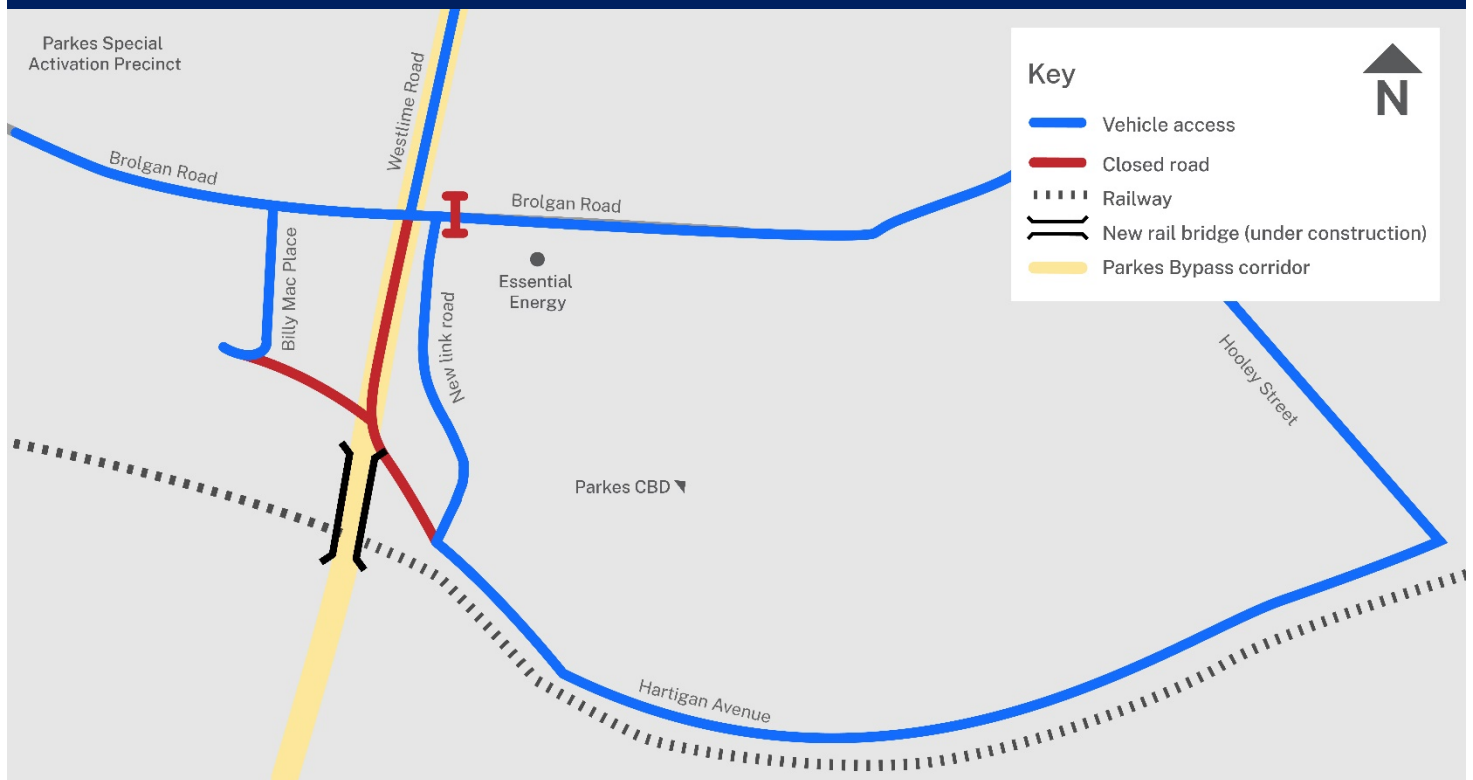 Parkes Special
Activation Precinct
Westlime Road
Key
N
Vehicle access
Closed road
Railway
New rail bridge (under construction)
Parkes Bypass corridor
Brolgan Road
Brolgan Road
Essential
Energy
Billy Mac Place
New link road
Hooley Street
Parkes CBD
Hartigan Avenue